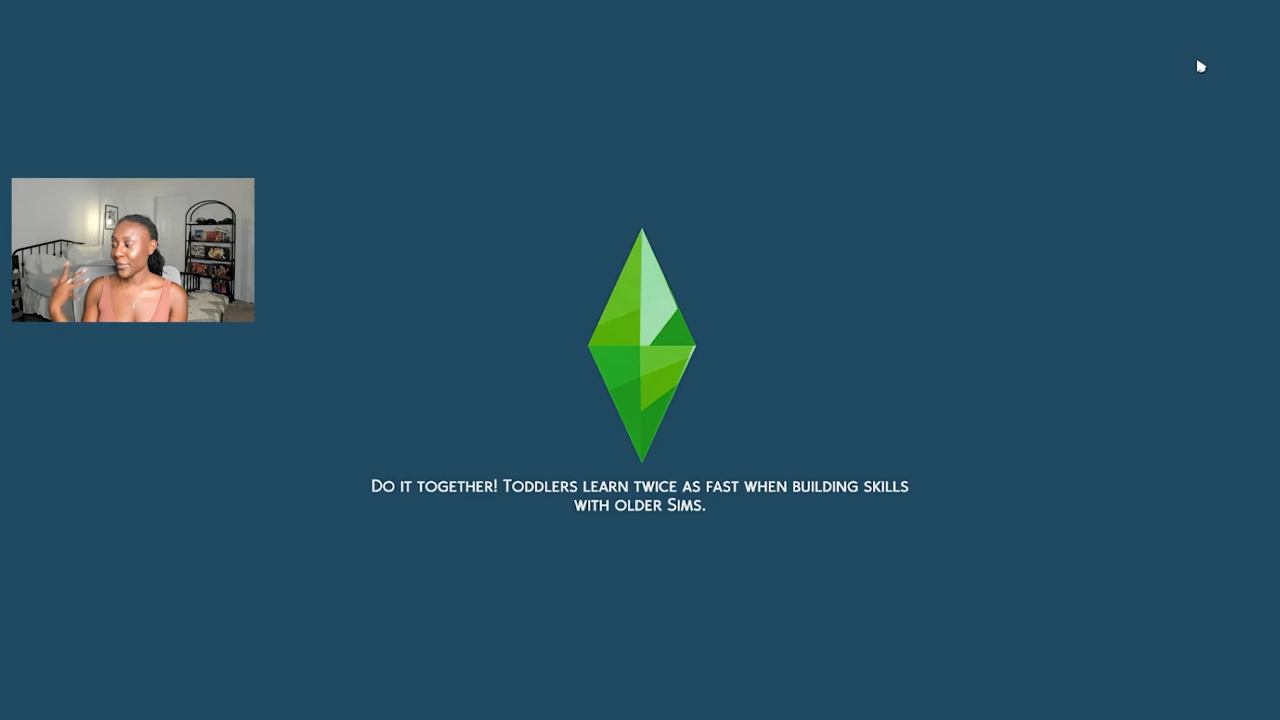 Do it together! Toddlers learn twice as fast when building skills
with older Sims.